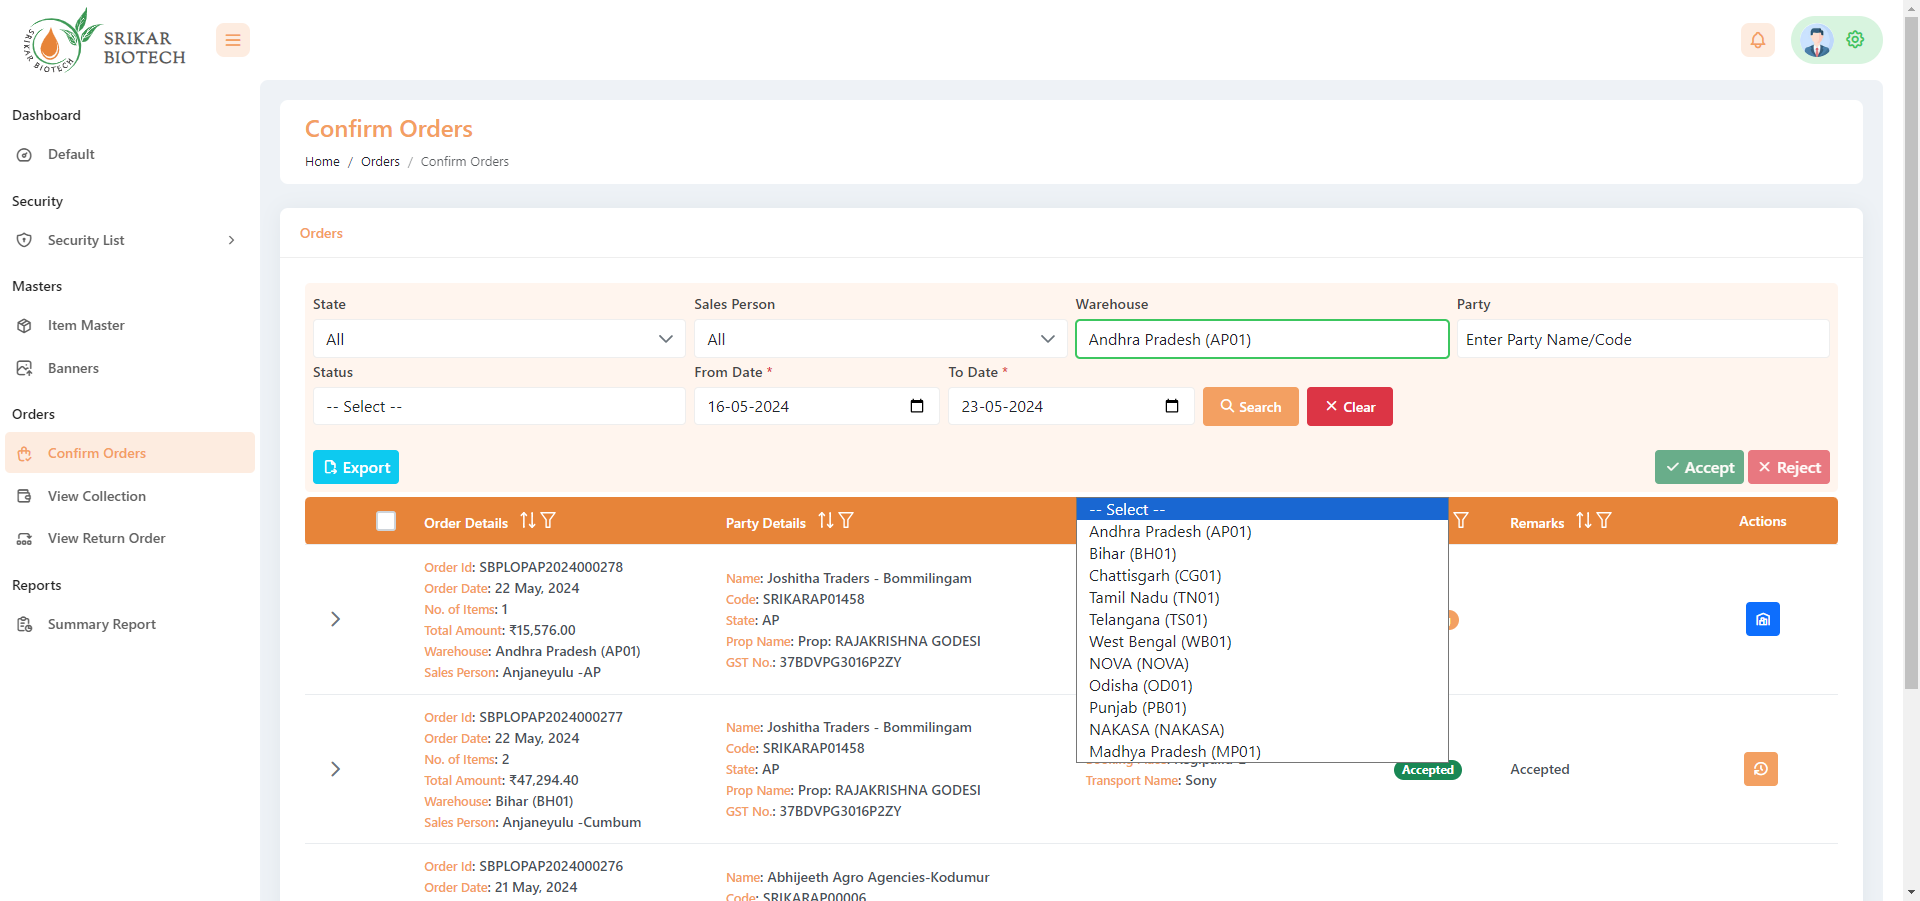 SRIKAR BIOTECH
SRIKAR
BIOTECH
Dashboard
Default
Security
Security List
Masters
Item Master
Banners
Orders
Confirm Orders
View Collection
View Return Order
Reports
Summary Report
Confirm Orders
Home / Orders / Confirm Orders
Orders
State
All
Sales Person
All
Warehouse
Andhra Pradesh (AP01)
Party
Enter Party Name/Code
Status
-- Select --
From Date *
16-05-2024
To Date *
23-05-2024
Search
Clear
Export
Accept
Reject
Order Details
Party Details
Remarks
Actions
-- Select --
Andhra Pradesh (AP01)
Bihar (BH01)
Chattisgarh (CG01)
Tamil Nadu (TN01)
Telangana (TS01)
West Bengal (WB01)
NOVA (NOVA)
Odisha (OD01)
Punjab (PB01)
NAKASA (NAKASA)
Madhya Pradesh (MP01)
Order Id: SBPLOPAP2024000278
Order Date: 22 May, 2024
No. of Items: 1
Total Amount: ₹15,576.00
Warehouse: Andhra Pradesh (AP01)
Sales Person: Anjaneyulu -AP
Name: Joshitha Traders - Bommilingam
Code: SRIKARAP01458
State: AP
Prop Name: Prop: RAJAKRISHNA GODESI
GST No.: 37BDVPG3016P2ZY
Order Id: SBPLOPAP2024000277
Order Date: 22 May, 2024
No. of Items: 2
Total Amount: ₹47,294.40
Warehouse: Bihar (BH01)
Sales Person: Anjaneyulu -Cumbum
Name: Joshitha Traders - Bommilingam
Code: SRIKARAP01458
State: AP
Prop Name: Prop: RAJAKRISHNA GODESI
GST No.: 37BDVPG3016P2ZY
Transport Name: Sony
Accepted
Accepted
Order Id: SBPLOPAP2024000276
Order Date: 21 May, 2024
Name: Abhijeeth Agro Agencies-Kodumur
Code: SRIKARAP00006